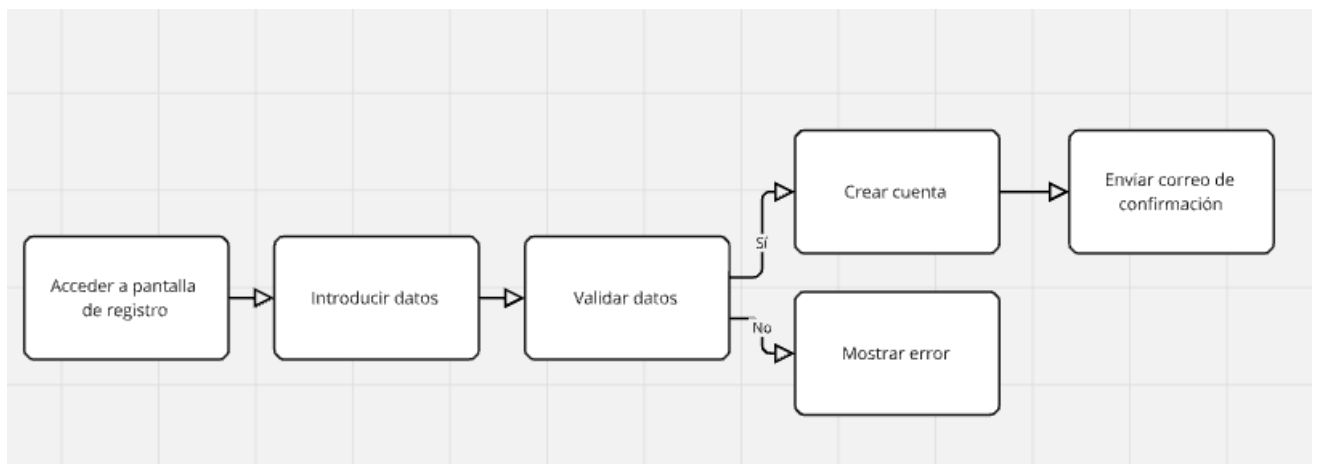 Acceder a pantalla
de registro
Introducir datos
Validar datos
Sí
Crear cuenta
Enviar correo de
confirmación
No
Mostrar error